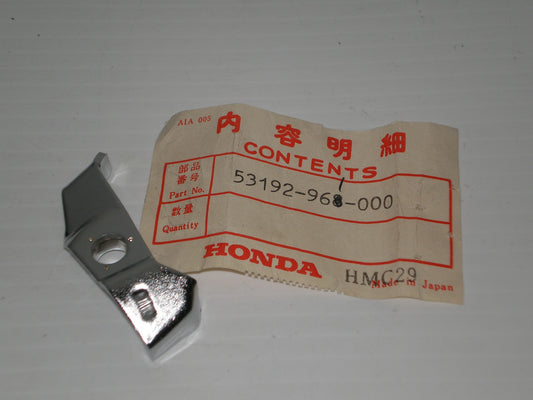 AIA 005
内容明細
CONTENTS
部品番号
Part No.
53192-968-000
数量
Quantity
HONDA
HMC29
Made in Japan